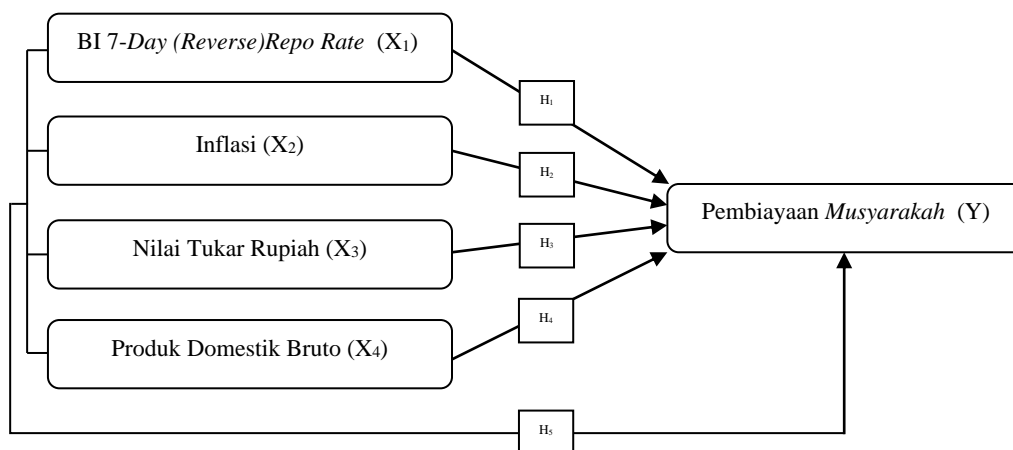 BI 7-Day (Reverse)Repo Rate (X₁)
H₁
Inflasi (X₂)
H₂
Pembiayaan Musyarakah (Y)
Nilai Tukar Rupiah (X₃)
H₃
Produk Domestik Bruto (X₄)
H₄
H₅